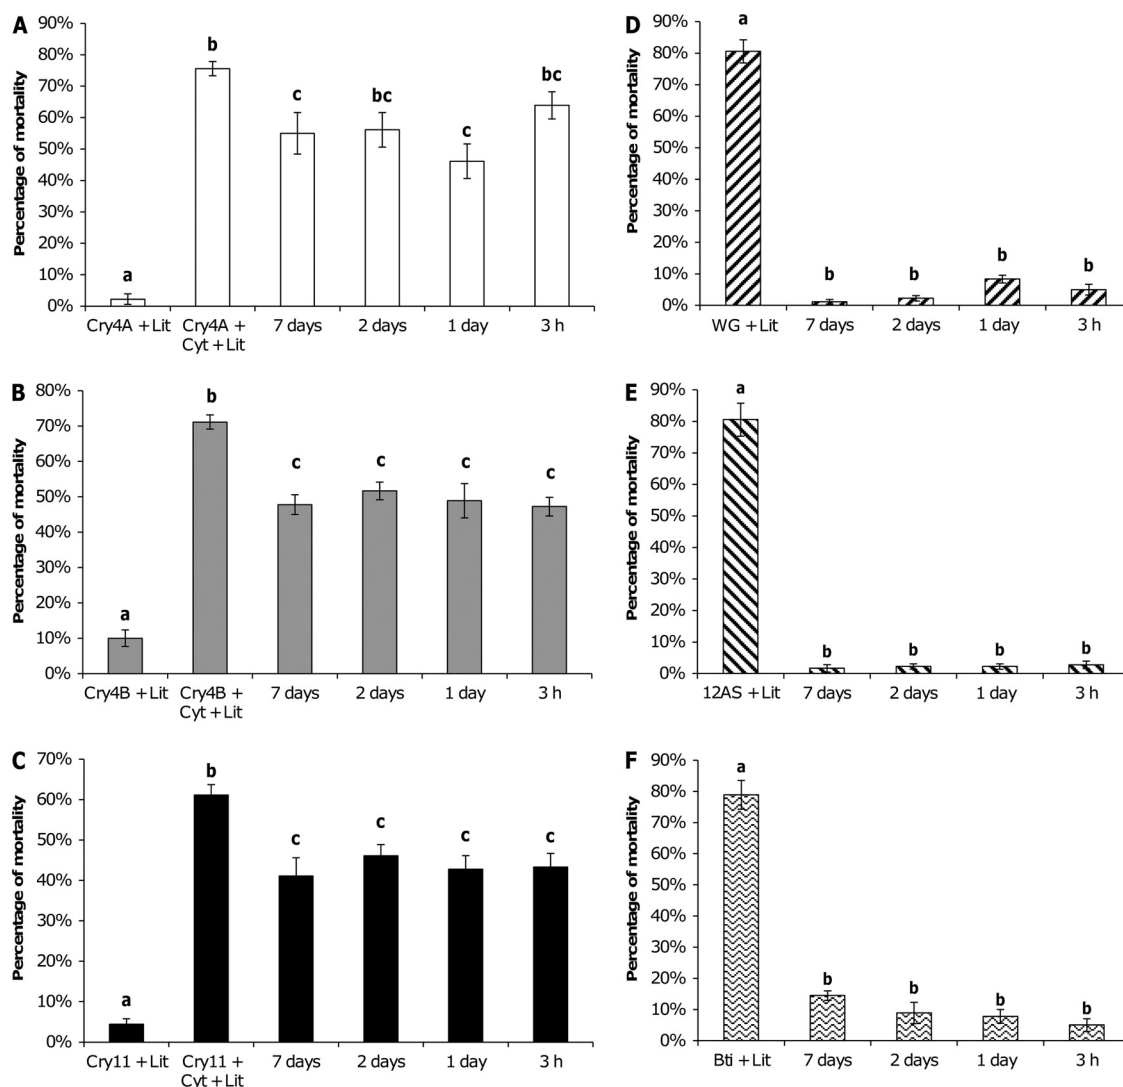 A
Percentage of mortality
90%
80%
70%
60%
50%
40%
30%
20%
10%
0%
a
b
c
bc
c
bc
Cry4A + Lit
Cry4A +
Cyt + Lit
7 days
2 days
1 day
3 h
B
Percentage of mortality
80%
70%
60%
50%
40%
30%
20%
10%
0%
a
b
c
c
c
c
Cry4B + Lit
Cry4B +
Cyt + Lit
7 days
2 days
1 day
3 h
C
Percentage of mortality
70%
60%
50%
40%
30%
20%
10%
0%
a
b
c
c
c
c
Cry11 + Lit
Cry11 +
Cyt + Lit
7 days
2 days
1 day
3 h
D
Percentage of mortality
90%
80%
70%
60%
50%
40%
30%
20%
10%
0%
a
b
b
b
b
WG + Lit
7 days
2 days
1 day
3 h
E
Percentage of mortality
90%
80%
70%
60%
50%
40%
30%
20%
10%
0%
a
b
b
b
b
12AS + Lit
7 days
2 days
1 day
3 h
F
Percentage of mortality
90%
80%
70%
60%
50%
40%
30%
20%
10%
0%
a
b
b
b
b
Bti + Lit
7 days
2 days
1 day
3 h